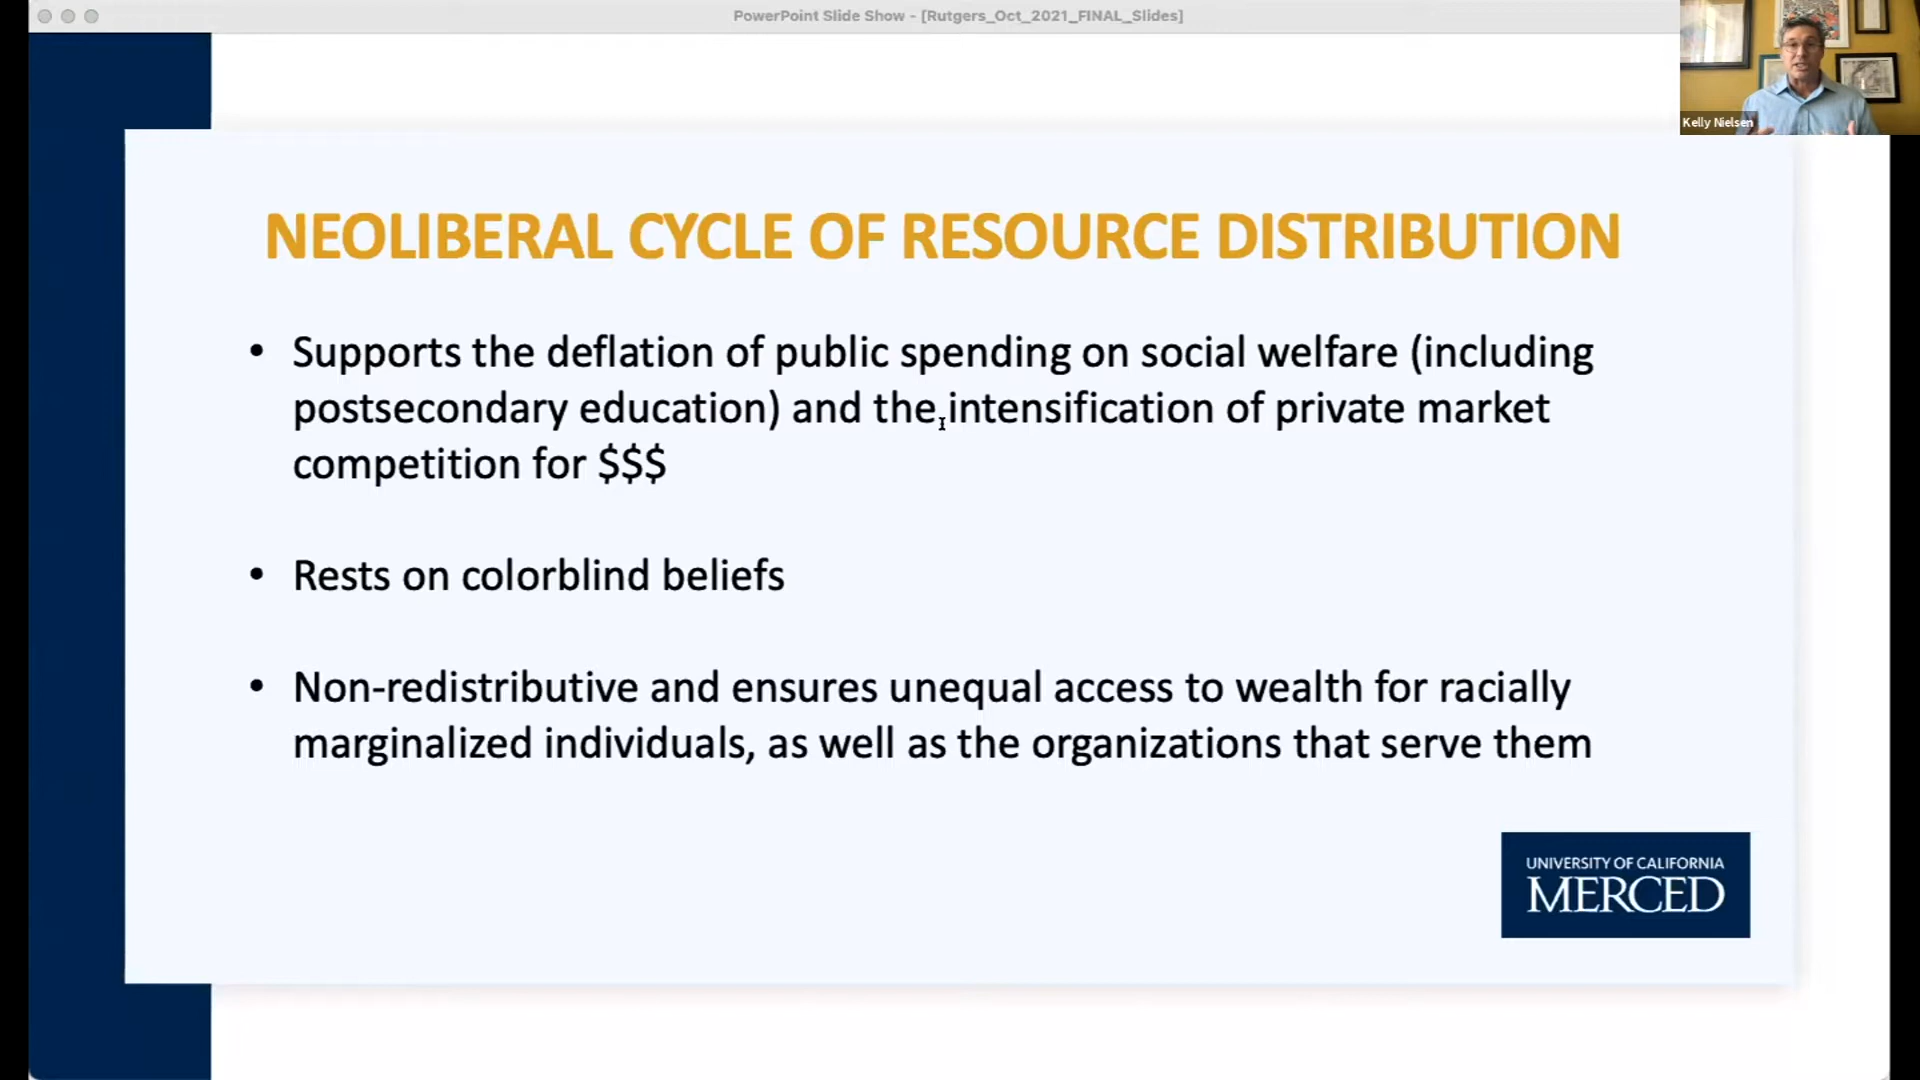 PowerPoint Slide Show - [Rutgers_Oct_2021_FINAL_Slides]
Kelly Nielsen
NEOLIBERAL CYCLE OF RESOURCE DISTRIBUTION
• Supports the deflation of public spending on social welfare (including
postsecondary education) and the intensification of private market
competition for $$$
• Rests on colorblind beliefs
• Non-redistributive and ensures unequal access to wealth for racially
marginalized individuals, as well as the organizations that serve them
UNIVERSITY OF CALIFORNIA
MERCED